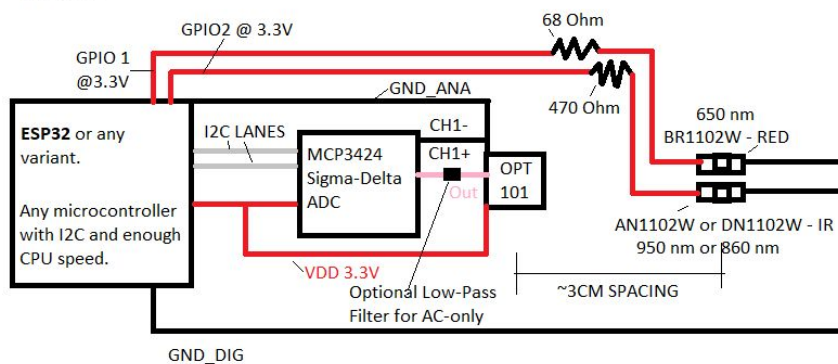 68 Ohm
GPIO2 @ 3.3V
GPIO 1
@3.3V
GND_ANA
470 Ohm
650 nm
BR1102W - RED
ESP32 or any
variant.
Any microcontroller
with I2C and enough
CPU speed.
I2C LANES
MCP3424
Sigma-Delta
ADC
CH1-
CH1+
Out
OPT
101
AN1102W or DN1102W - IR
950 nm or 860 nm
VDD 3.3V
Optional Low-Pass
Filter for AC-only
~3CM SPACING
GND_DIG